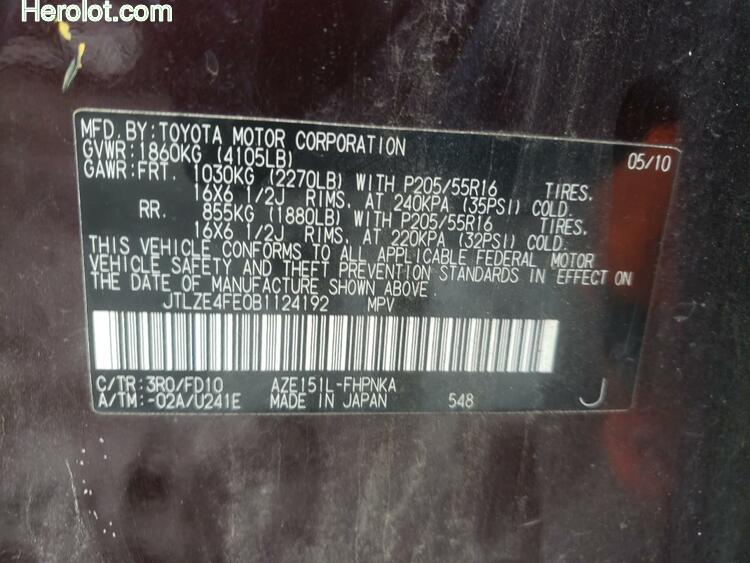 Herolot.com
MFD. BY: TOYOTA MOTOR CORPORATION 05/10
GVWR: 1860KG (4105LB)
GAWR: FRT. 1030KG (2270LB) WITH P205/55R16 TIRES.
16X6 1/2J RIMS. AT 240KPA (35PSI) COLD.
RR. 855KG (1880LB) WITH P205/55R16 TIRES.
16X6 1/2J RIMS. AT 220KPA (32PSI) COLD.
THIS VEHICLE CONFORMS TO ALL APPLICABLE FEDERAL MOTOR
VEHICLE SAFETY AND THEFT PREVENTION STANDARDS IN EFFECT ON
THE DATE OF MANUFACTURE SHOWN ABOVE.
JTLZE4FE0B1124192 MPV
C/TR: 3R0/FD10 AZE151L-FHPNKA
A/TM: -02A/U241E MADE IN JAPAN 548 J